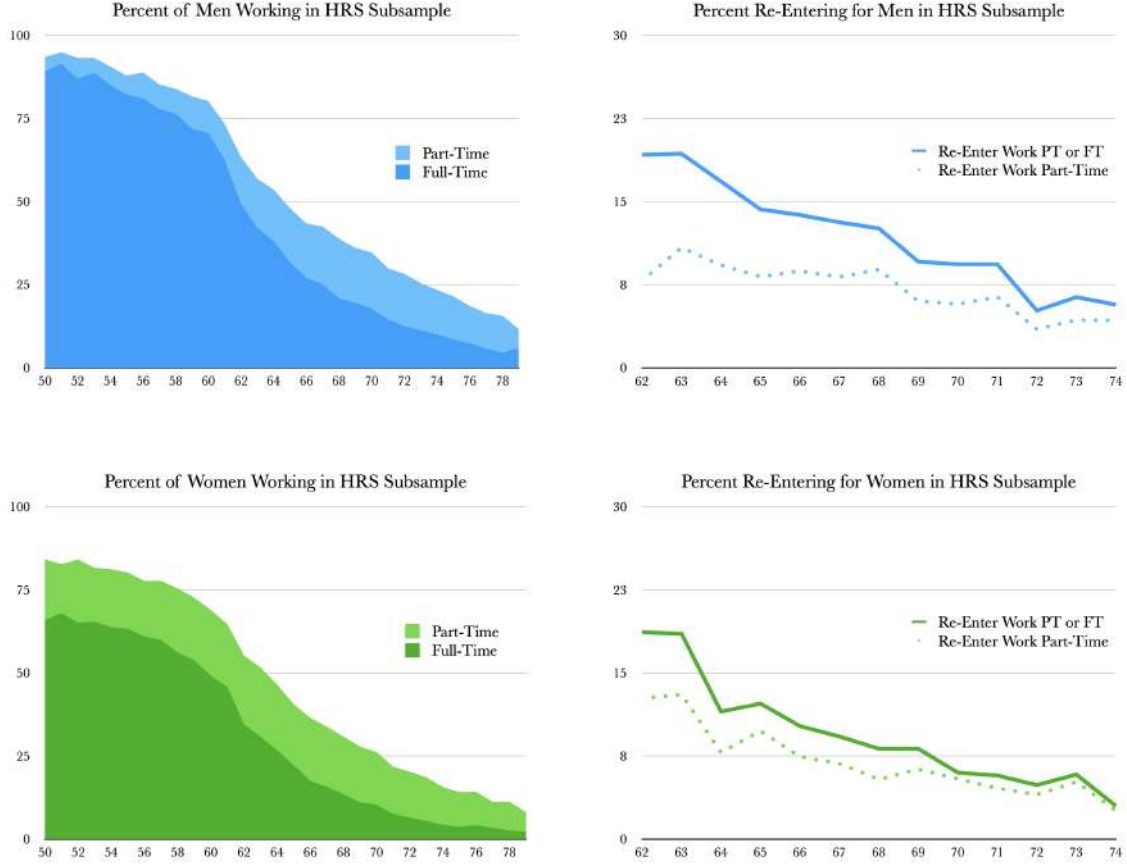 Percent of Men Working in HRS Subsample
100
75
50
25
0
Part-Time
Full-Time
50 52 54 56 58 60 62 64 66 68 70 72 74 76 78
Percent Re-Entering for Men in HRS Subsample
30
23
15
8
0
Re-Enter Work PT or FT
Re-Enter Work Part-Time
62 63 64 65 66 67 68 69 70 71 72 73 74
Percent of Women Working in HRS Subsample
100
75
50
25
0
Part-Time
Full-Time
50 52 54 56 58 60 62 64 66 68 70 72 74 76 78
Percent Re-Entering for Women in HRS Subsample
30
23
15
8
0
Re-Enter Work PT or FT
Re-Enter Work Part-Time
62 63 64 65 66 67 68 69 70 71 72 73 74